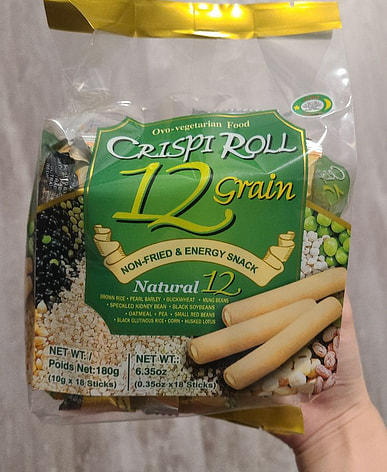 Ovo-vegetarian Food
CRISPI ROLL
12
Grain
NON-FRIED & ENERGY SNACK
Natural 12
BROWN RICE • PEARL BARLEY • BUCKWHEAT • MUNG BEANS
• SPECKLED KIDNEY BEAN • BLACK SOYBEANS
• OATMEAL • PEA • SMALL RED BEANS
• BLACK GLUTINOUS RICE • CORN • HUSKED LOTUS
NET WT. /
Poids Net:180g
(10g x 18 Sticks)
NET WT.:
6.35oz
(0.35oz x 18 Sticks)